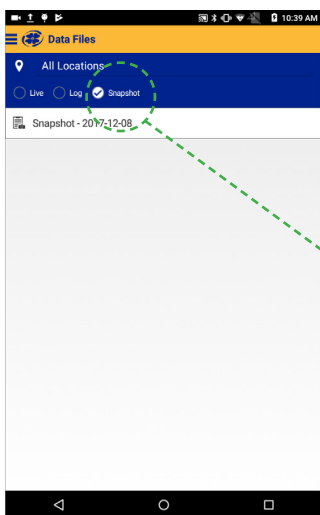 10:39 AM
Data Files
All Locations
Live Log Snapshot
Snapshot - 2017-12-08